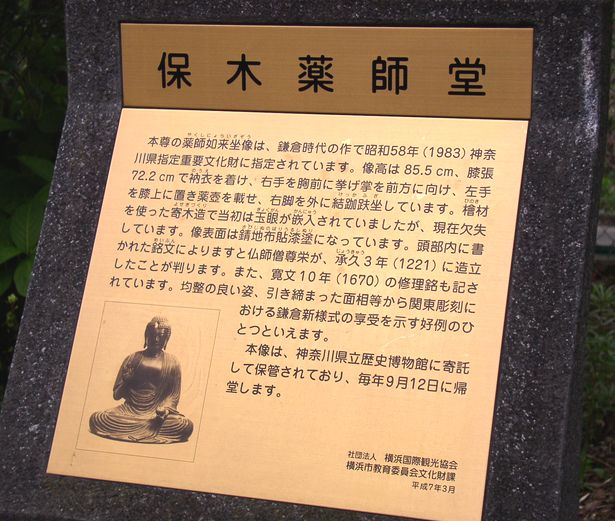 保木薬師堂
本尊の薬師如来坐像は、鎌倉時代の作で昭和58年(1983)神奈
川県指定重要文化財に指定されています。像高は85.5cm、膝張
72.2cmで衲衣を着け、右手を胸前に挙げ掌を前方に向け、左手
を膝上に置き薬壺を載せ、右脚を外に結跏趺坐しています。檜材
を使った寄木造で当初は玉眼が嵌入されていましたが、現在欠失
しています。像表面は錆地布貼漆塗になっています。頭部内に書
かれた銘文によりますと仏師僧尊栄が、承久3年(1221)に造立
したことが判ります。また、寛文10年(1670)の修理銘も記さ
れています。均整の良い姿、引き締まった面相等から関東彫刻に
おける鎌倉新様式の享受を示す好例のひ
とつといえます。
本像は、神奈川県立歴史博物館に寄託
して保管されており、毎年9月12日に帰
堂します。
社団法人 横浜国際観光協会
横浜市教育委員会文化財課
平成7年3月